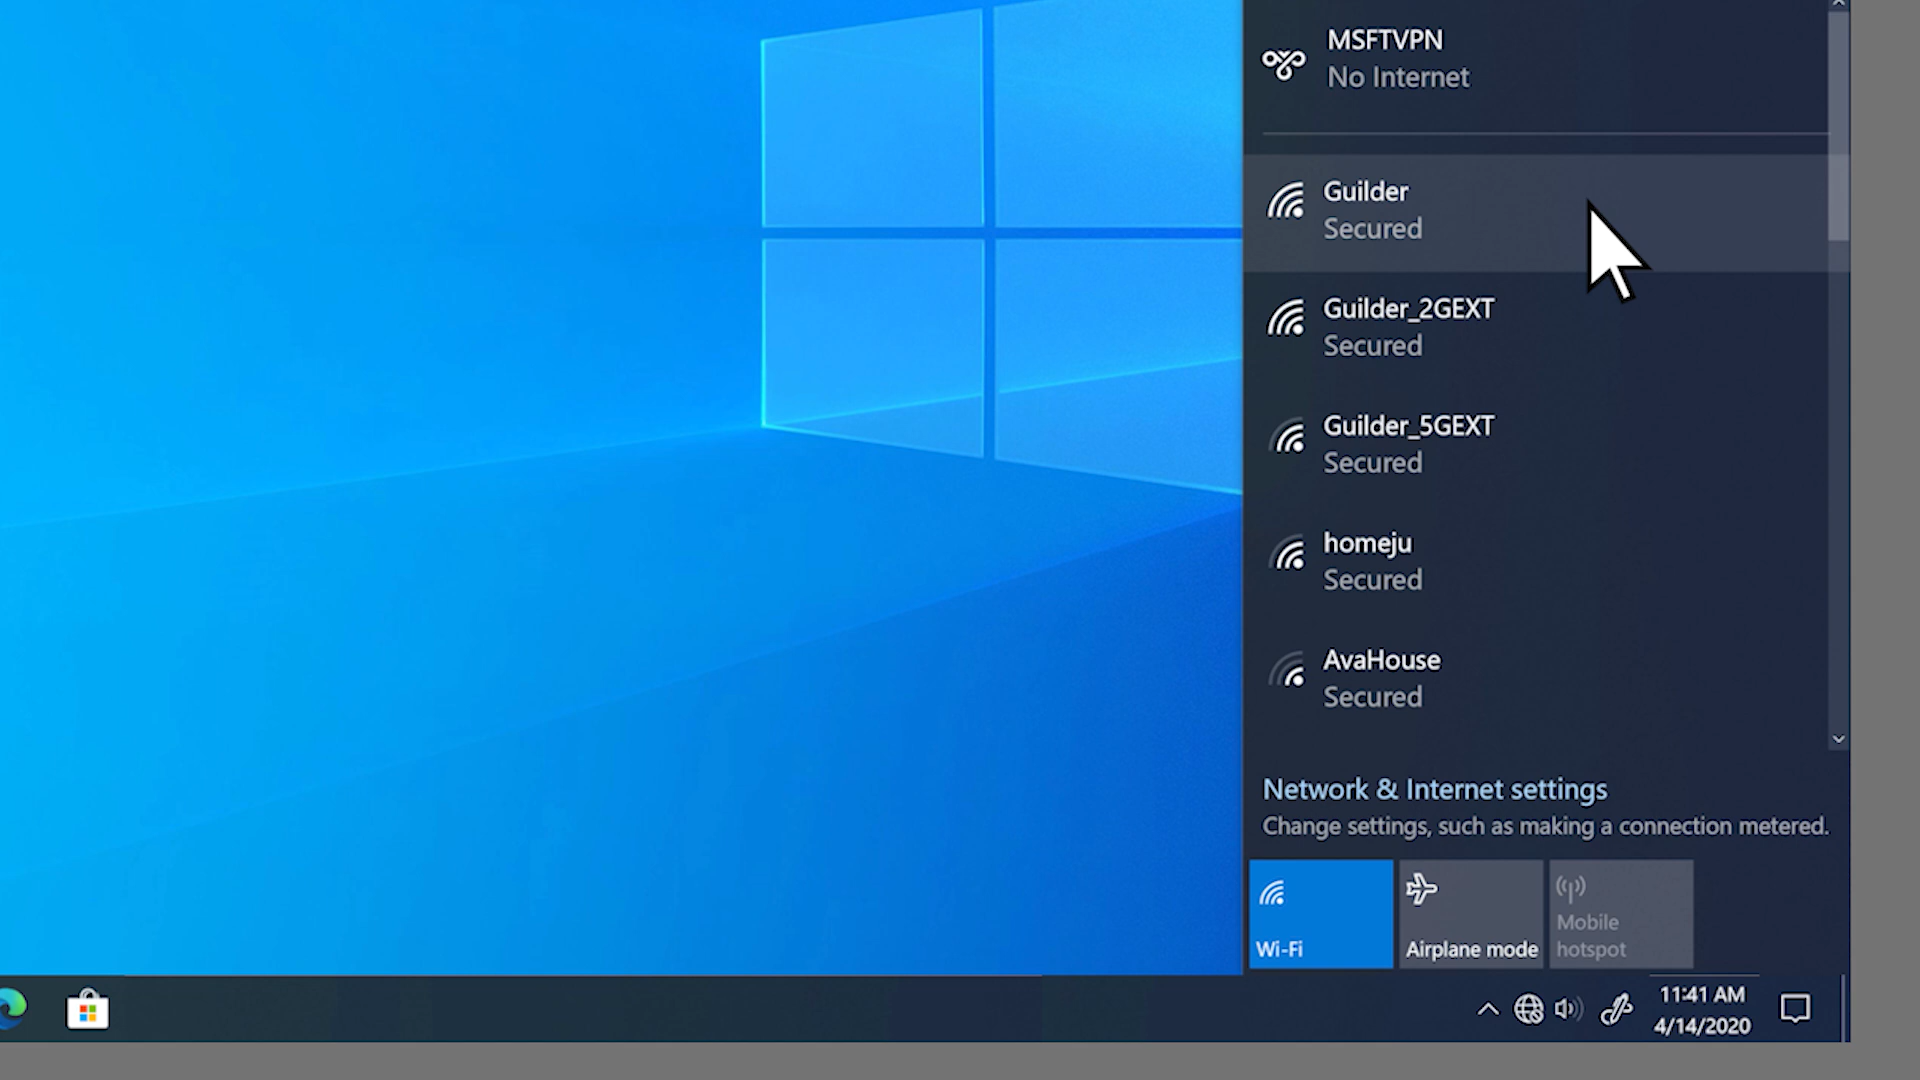 MSFTVPN
No Internet
Guilder
Secured
Guilder_2GEXT
Secured
Guilder_5GEXT
Secured
homeju
Secured
AvaHouse
Secured
Network & Internet settings
Change settings, such as making a connection metered.
Wi-Fi
Airplane mode
Mobile
hotspot
11:41 AM
4/14/2020